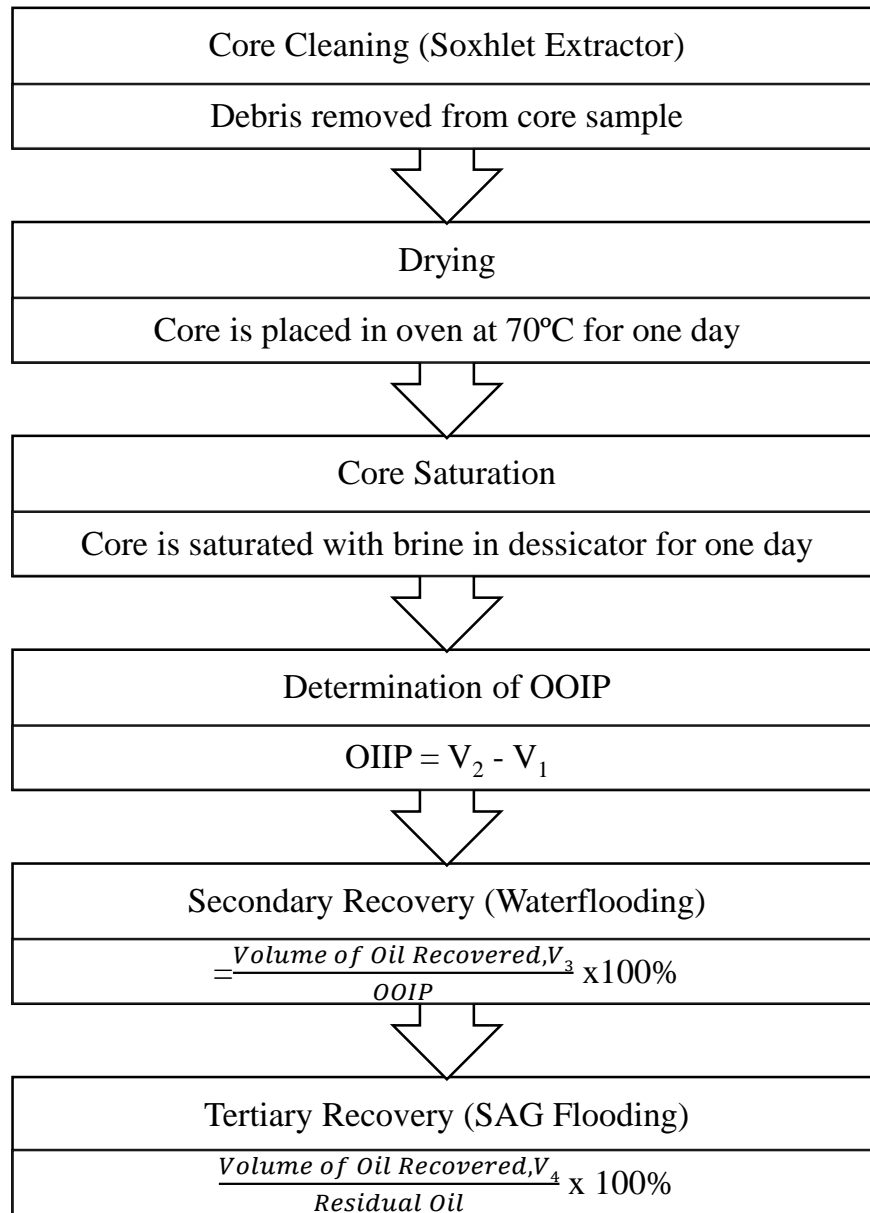 Core Cleaning (Soxhlet Extractor)
Debris removed from core sample
Drying
Core is placed in oven at 70ºC for one day
Core Saturation
Core is saturated with brine in dessicator for one day
Determination of OOIP
OIIP = V₂ - V₁
Secondary Recovery (Waterflooding)
=Volume of Oil Recovered,V₃/OOIP x100%
Tertiary Recovery (SAG Flooding)
Volume of Oil Recovered,V₄/Residual Oil x 100%